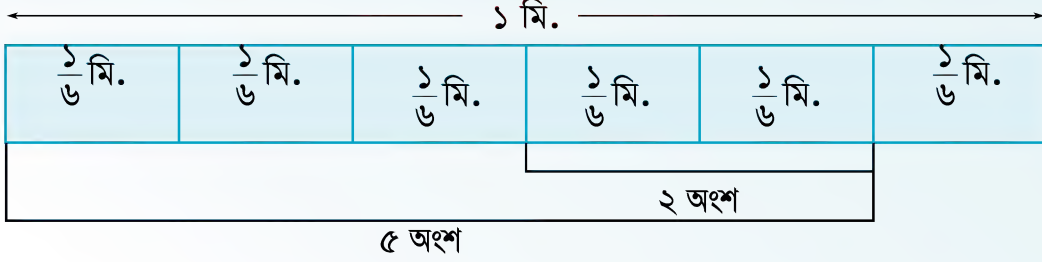 ১ মি.
১/৬ মি. ১/৬ মি. ১/৬ মি. ১/৬ মি. ১/৬ মি. ১/৬ মি.
২ অংশ
৫ অংশ